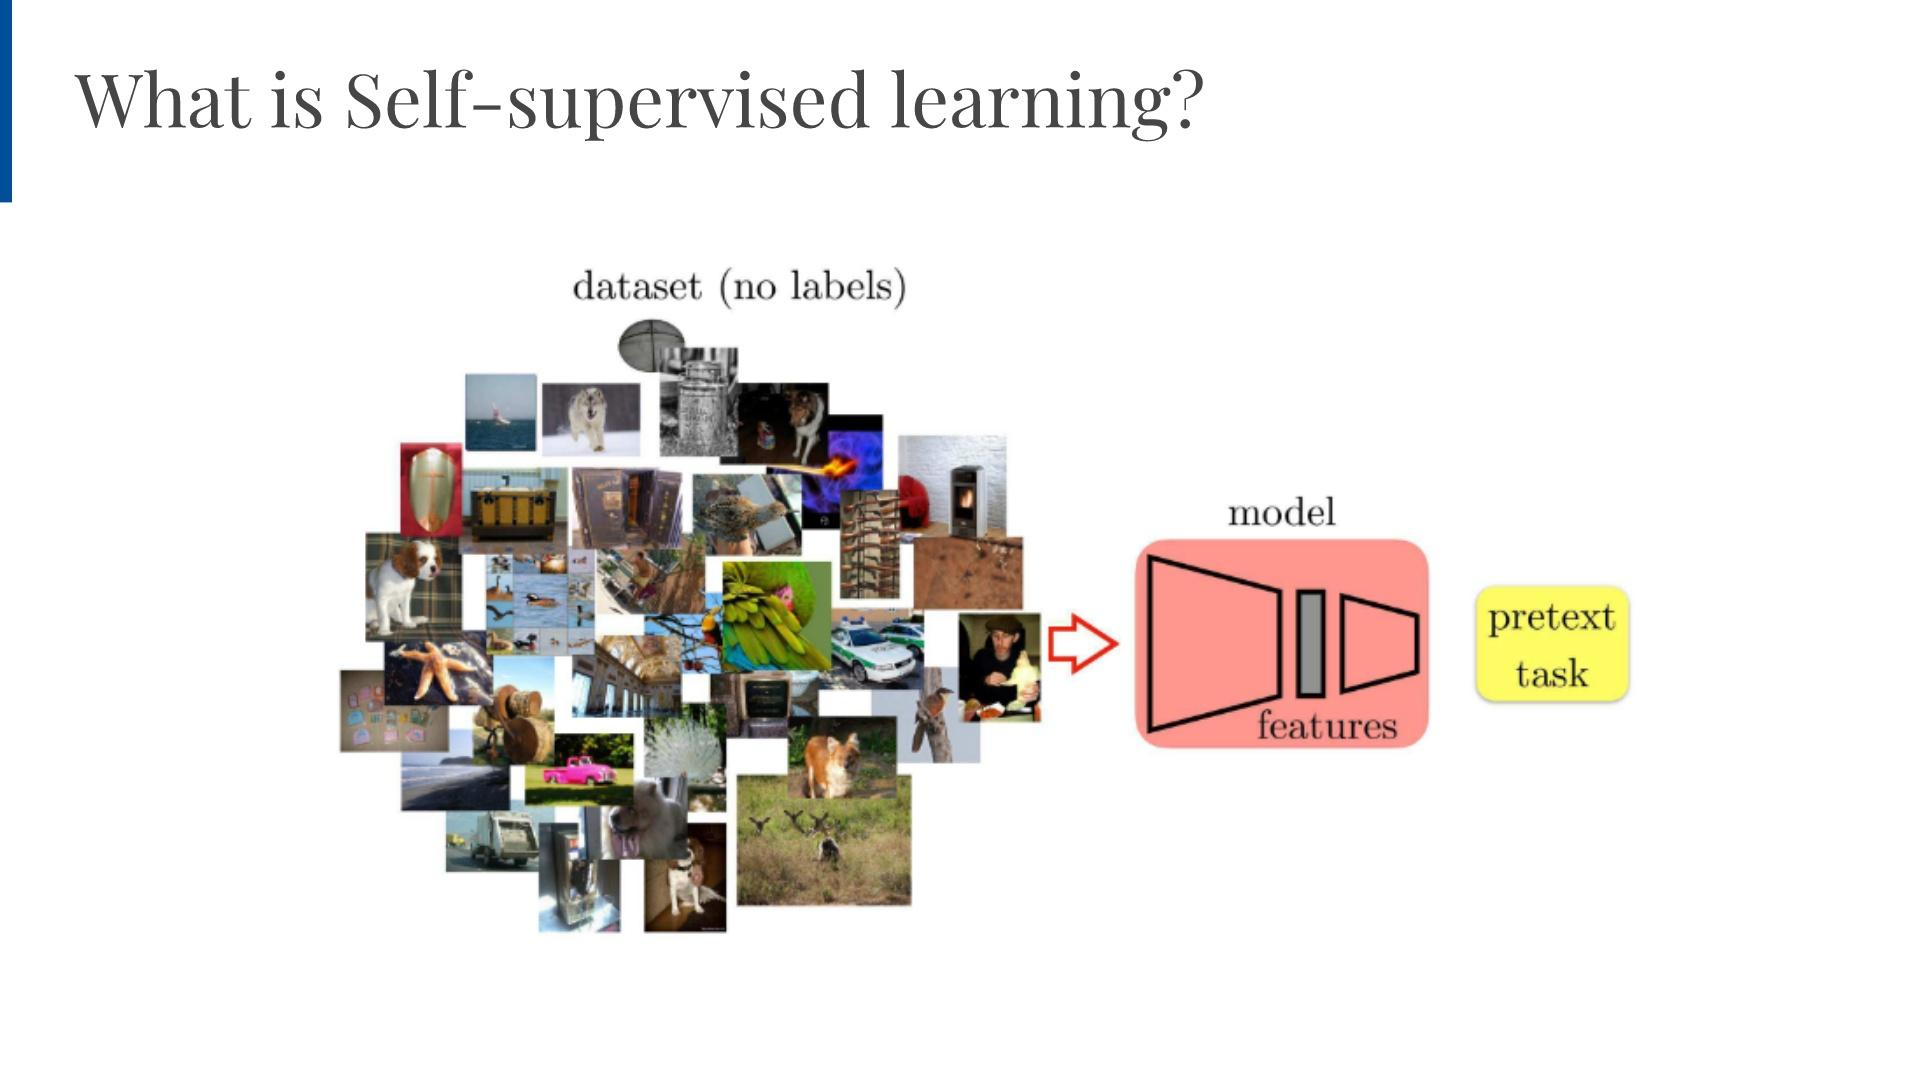 What is Self-supervised learning?
dataset (no labels)
model
features
pretext
task